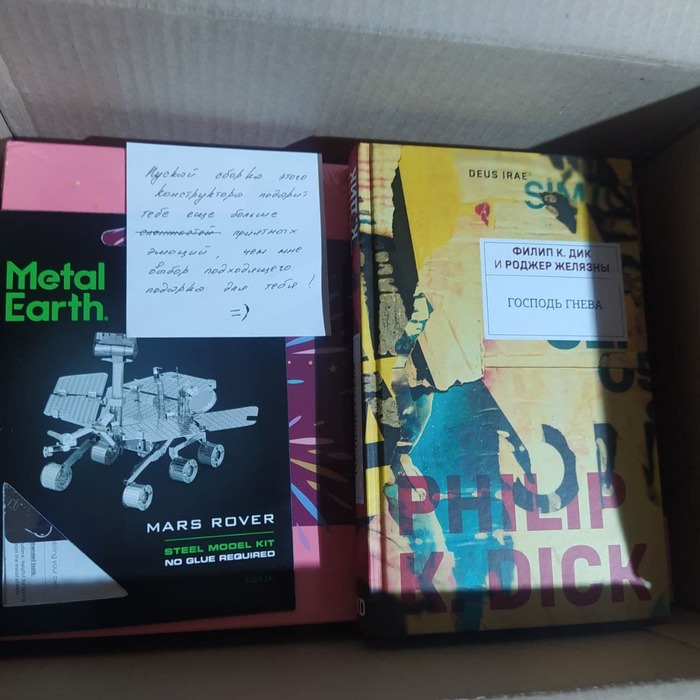 Пускай сборка этого
конструктора подарит
тебе еще больше
приятных
эмоций, чем мне
выбор подходящего
подарка для тебя!
=)
Metal
Earth.
MARS ROVER
STEEL MODEL KIT
NO GLUE REQUIRED
DEUS IRAE
ФИЛИП К. ДИК
И РОДЖЕР ЖЕЛЯЗНЫ
ГОСПОДЬ ГНЕВА
PHILIP
K. DICK